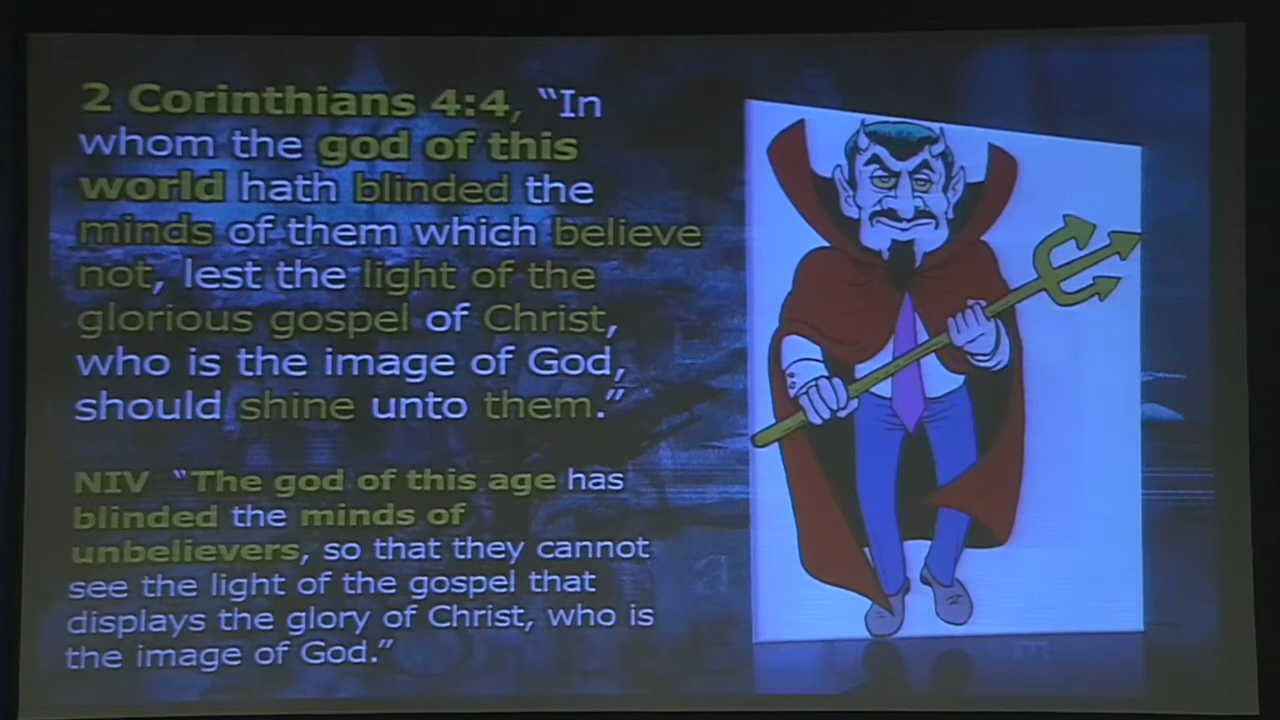 2 Corinthians 4:4, “In
whom the god of this
world hath blinded the
minds of them which believe
not, lest the light of the
glorious gospel of Christ,
who is the image of God,
should shine unto them.”
NIV “The god of this age has
blinded the minds of
unbelievers, so that they cannot
see the light of the gospel that
displays the glory of Christ, who is
the image of God.”